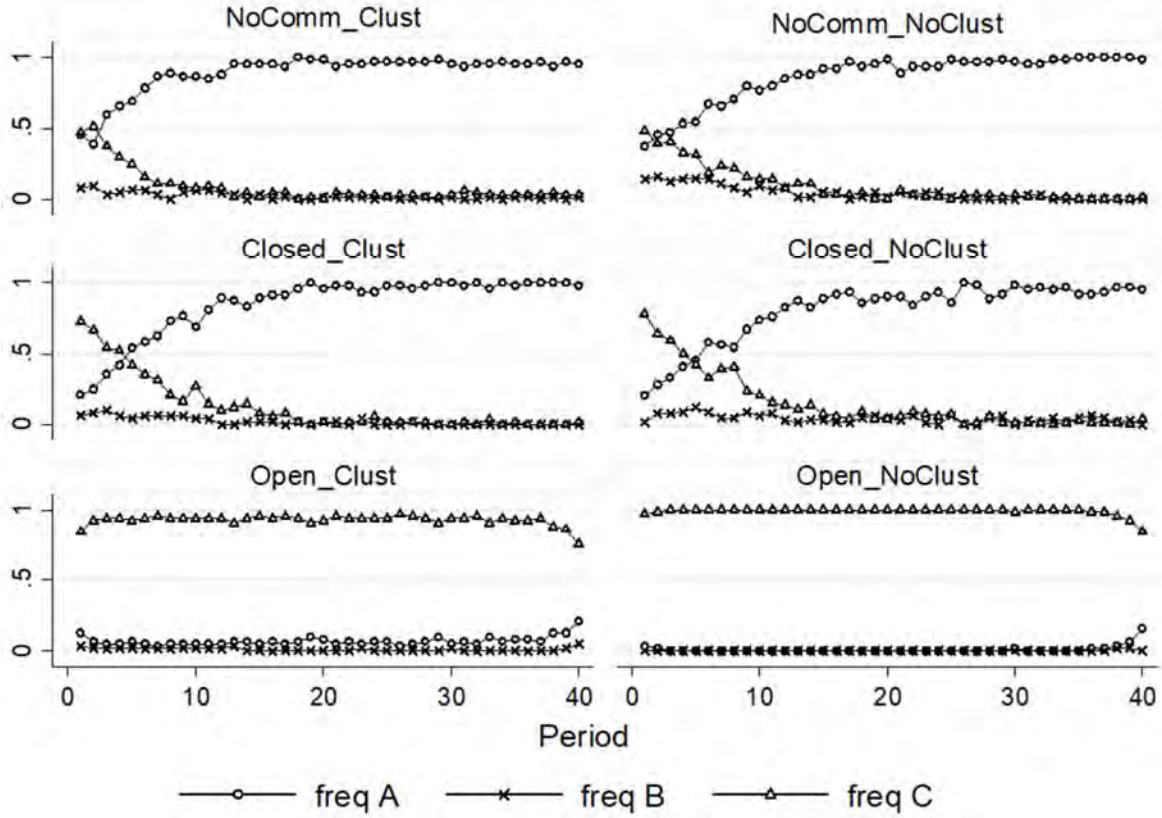 NoComm_Clust NoComm_NoClust
1
.5
0
Closed_Clust Closed_NoClust
1
.5
0
Open_Clust Open_NoClust
1
.5
0
0 10 20 30 40 0 10 20 30 40
Period
freq A freq B freq C